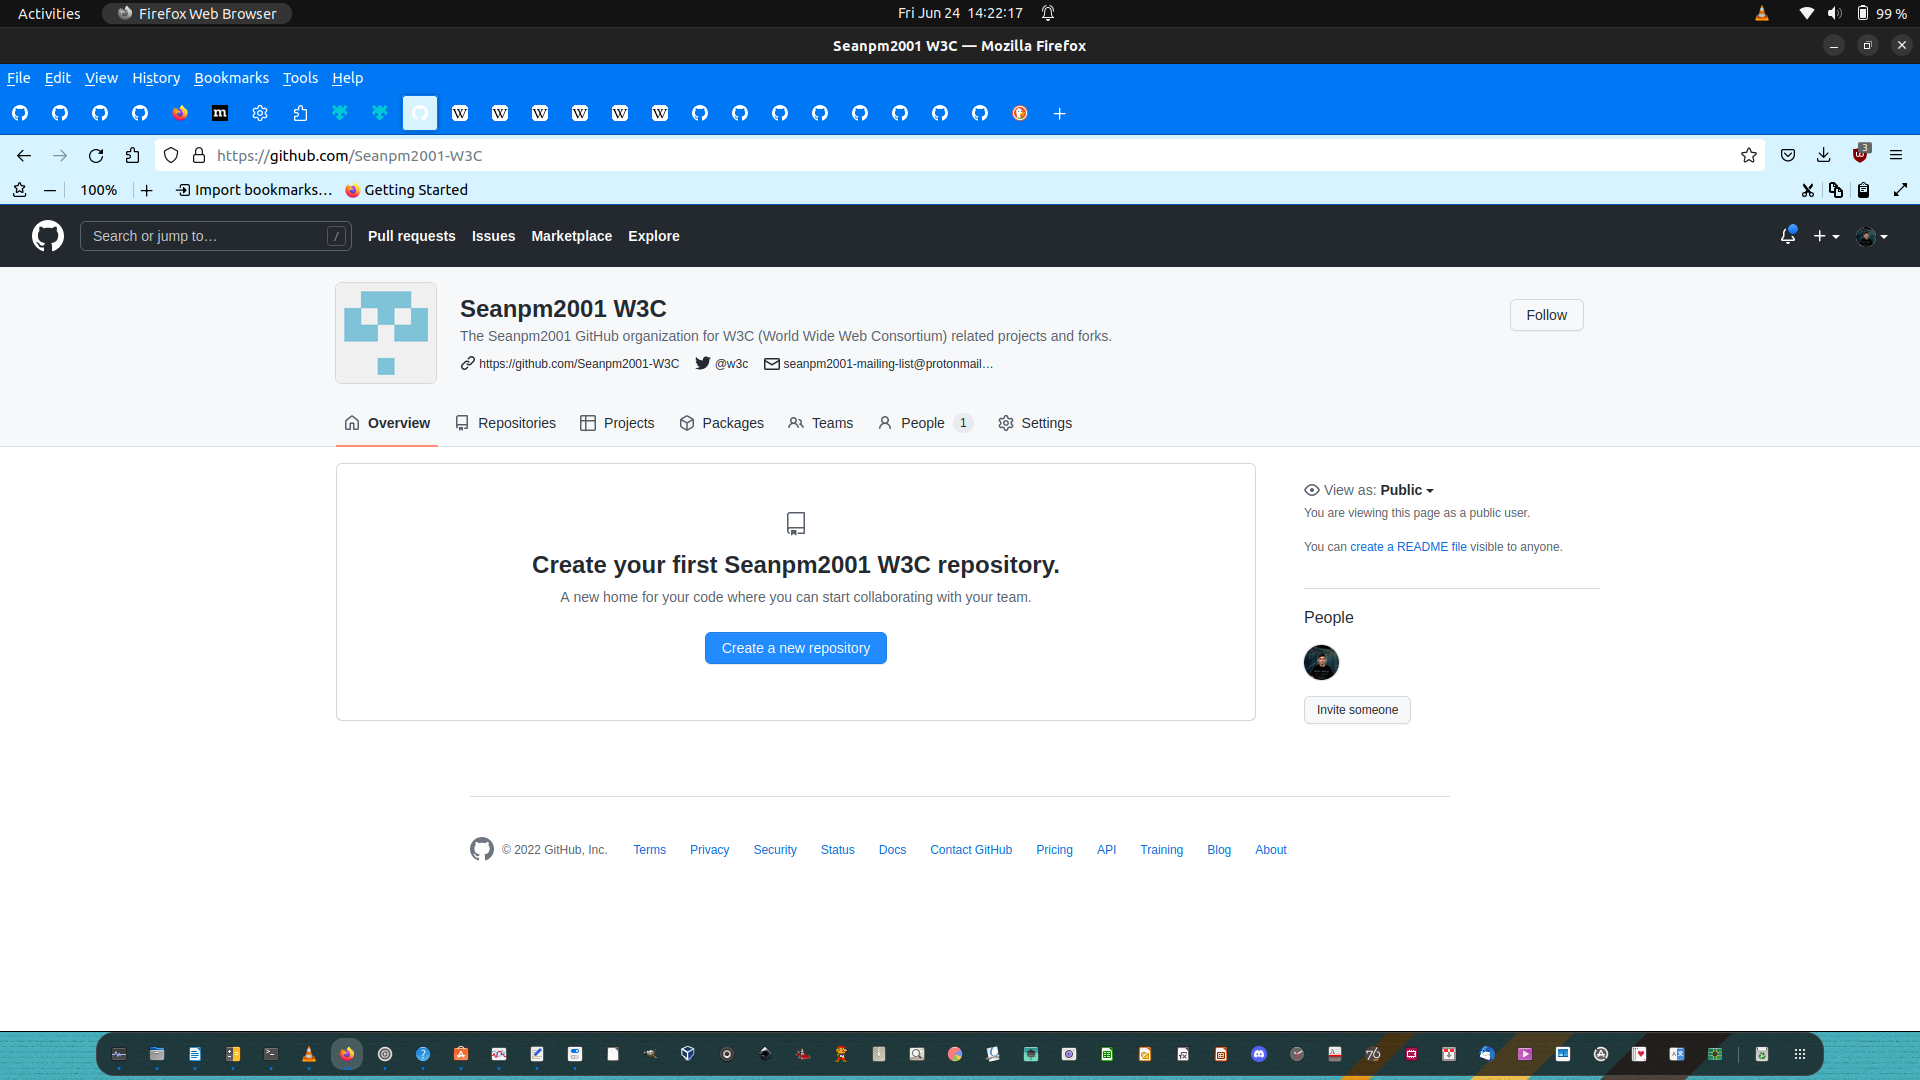 Activities Firefox Web Browser Fri Jun 24 14:22:17 99 %
Seanpm2001 W3C — Mozilla Firefox
File Edit View History Bookmarks Tools Help
https://github.com/Seanpm2001-W3C 3
100% Import bookmarks… Getting Started
Search or jump to… / Pull requests Issues Marketplace Explore
Seanpm2001 W3C
Follow
The Seanpm2001 GitHub organization for W3C (World Wide Web Consortium) related projects and forks.
https://github.com/Seanpm2001-W3C @w3c seanpm2001-mailing-list@protonmail…
Overview Repositories Projects Packages Teams People 1 Settings
View as: Public
You are viewing this page as a public user.
You can create a README file visible to anyone.
Create your first Seanpm2001 W3C repository.
A new home for your code where you can start collaborating with your team.
Create a new repository
People
Invite someone
© 2022 GitHub, Inc. Terms Privacy Security Status Docs Contact GitHub Pricing API Training Blog About